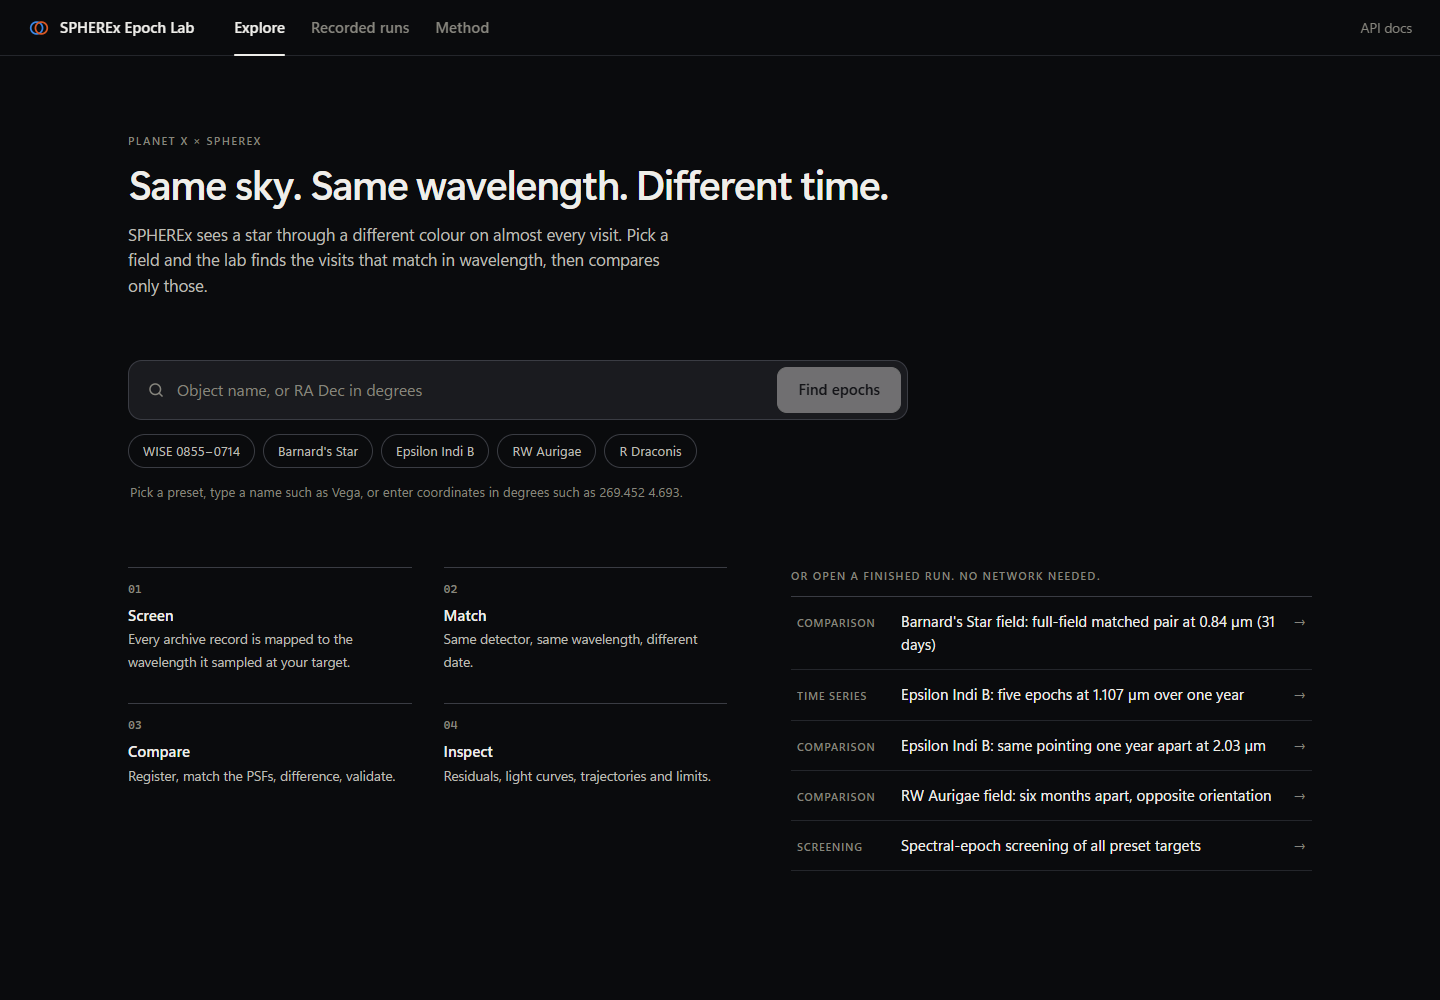 SPHEREx Epoch Lab
Explore
Recorded runs
Method
API docs
PLANET X × SPHEREX
Same sky. Same wavelength. Different time.
SPHEREx sees a star through a different colour on almost every visit. Pick a
field and the lab finds the visits that match in wavelength, then compares
only those.
Object name, or RA Dec in degrees
Find epochs
WISE 0855−0714
Barnard's Star
Epsilon Indi B
RW Aurigae
R Draconis
Pick a preset, type a name such as Vega, or enter coordinates in degrees such as 269.452 4.693.
01
Screen
Every archive record is mapped to the
wavelength it sampled at your target.
02
Match
Same detector, same wavelength, different
date.
03
Compare
Register, match the PSFs, difference, validate.
04
Inspect
Residuals, light curves, trajectories and limits.
OR OPEN A FINISHED RUN. NO NETWORK NEEDED.
COMPARISON
Barnard's Star field: full-field matched pair at 0.84 µm (31
days)
→
TIME SERIES
Epsilon Indi B: five epochs at 1.107 µm over one year
→
COMPARISON
Epsilon Indi B: same pointing one year apart at 2.03 µm
→
COMPARISON
RW Aurigae field: six months apart, opposite orientation
→
SCREENING
Spectral-epoch screening of all preset targets
→